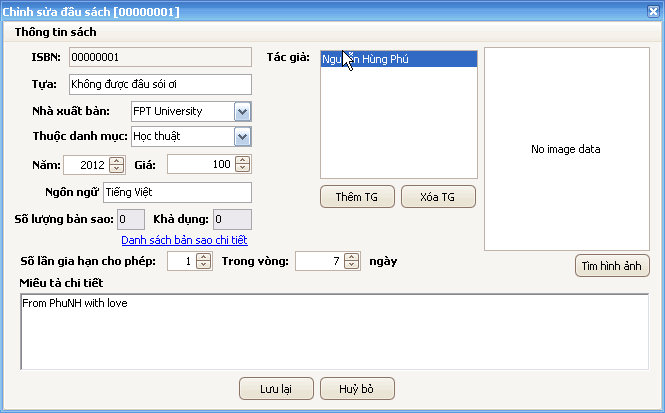 Chỉnh sửa đầu sách [00000001]
Thông tin sách
ISBN: 00000001
Tựa: Không được đâu sói ơi
Nhà xuất bản: FPT University
Thuộc danh mục: Học thuật
Năm: 2012 Giá: 100
Ngôn ngữ Tiếng Việt
Số lượng bản sao: 0 Khả dụng: 0
Danh sách bản sao chi tiết
Số lần gia hạn cho phép: 1 Trong vòng: 7 ngày
Tác giả: Nguyễn Hùng Phú
Thêm TG Xóa TG
No image data
Tìm hình ảnh
Miêu tả chi tiết
From PhuNH with love
Lưu lại Huỷ bỏ